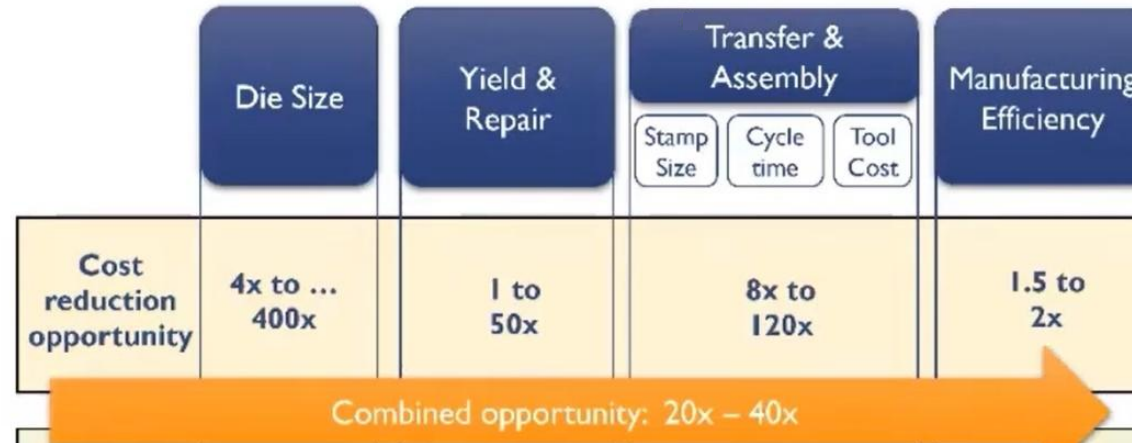 Die Size
Yield &
Repair
Transfer &
Assembly
Stamp
Size
Cycle
time
Tool
Cost
Manufacturing
Efficiency
Cost
reduction
opportunity
4x to ...
400x
1 to
50x
8x to
120x
1.5 to
2x
Combined opportunity: 20x – 40x